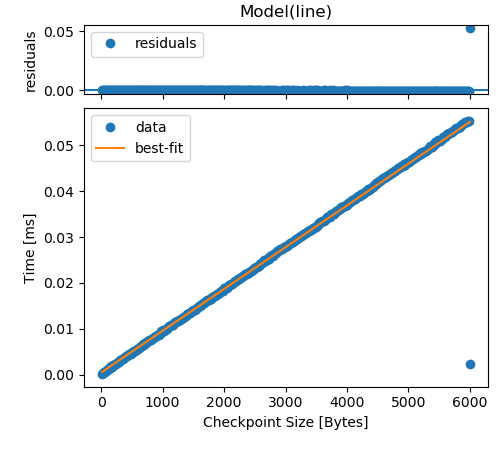 Model(line)
residuals
0.05
0.00
residuals
data
best-fit
Time [ms]
0.05
0.04
0.03
0.02
0.01
0.00
0
1000
2000
3000
4000
5000
6000
Checkpoint Size [Bytes]